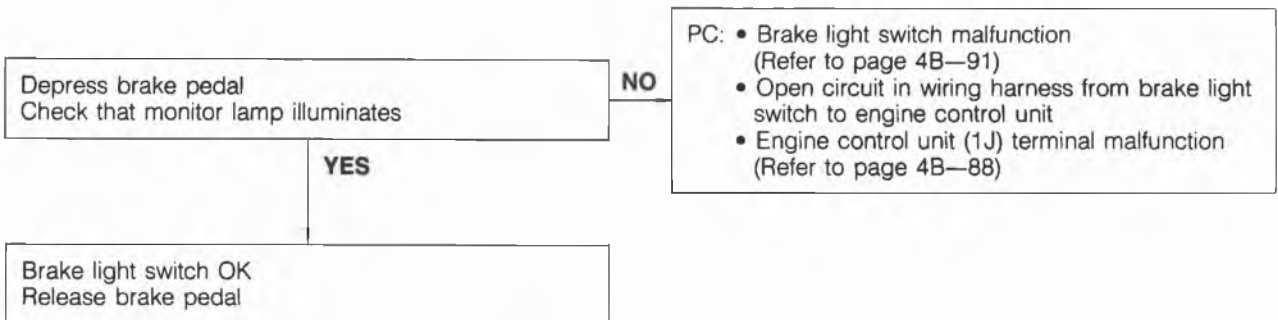 Depress brake pedal
Check that monitor lamp illuminates
NO
PC: • Brake light switch malfunction
(Refer to page 4B—91)
• Open circuit in wiring harness from brake light
switch to engine control unit
• Engine control unit (1J) terminal malfunction
(Refer to page 4B—88)
YES
Brake light switch OK
Release brake pedal